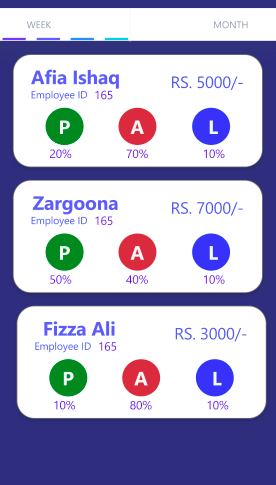 WEEK MONTH
Afia Ishaq RS. 5000/-
Employee ID 165
P A L
20% 70% 10%
Zargoona RS. 7000/-
Employee ID 165
P A L
50% 40% 10%
Fizza Ali RS. 3000/-
Employee ID 165
P A L
10% 80% 10%